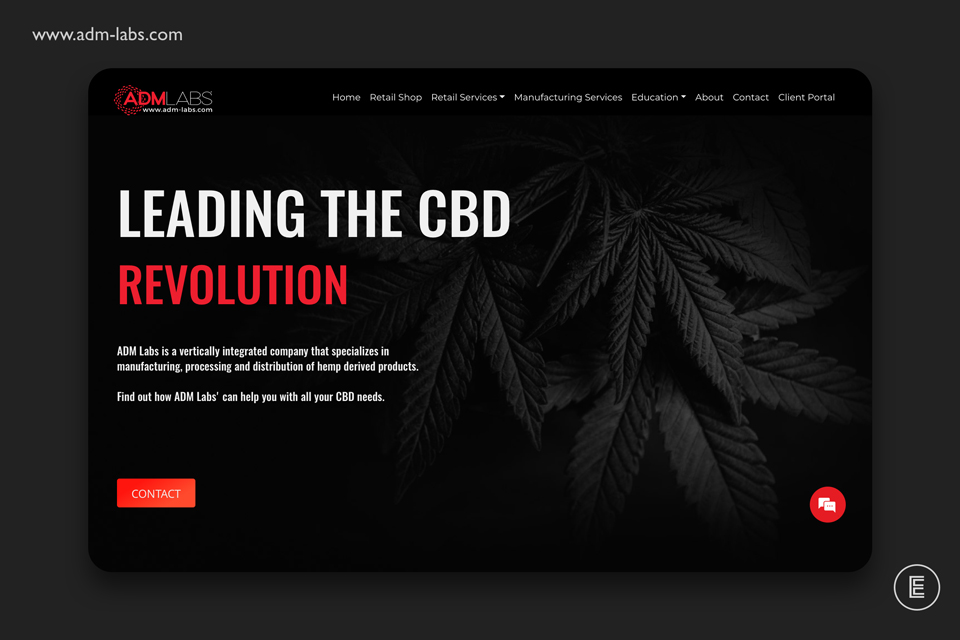 www.adm-labs.com
ADMLABS
www.adm-labs.com
Home Retail Shop Retail Services Manufacturing Services Education About Contact Client Portal
LEADING THE CBD
REVOLUTION
ADM Labs is a vertically integrated company that specializes in
manufacturing, processing and distribution of hemp derived products.
Find out how ADM Labs' can help you with all your CBD needs.
CONTACT
E